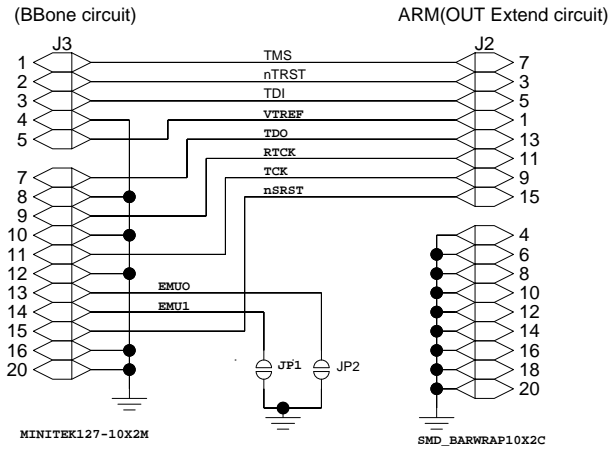 (BBone circuit) ARM(OUT Extend circuit)
J3 J2
1 TMS 7
2 nTRST 3
3 TDI 5
4 VTREF 1
5 TDO 13
RTCK 11
7 TCK 9
8 nSRST 15
9
10 4
11 6
12 8
13 EMU0 10
14 EMU1 12
15 14
16 JP1 JP2 16
20 18
20
MINITEK127-10X2M SMD_BARWRAP10X2C